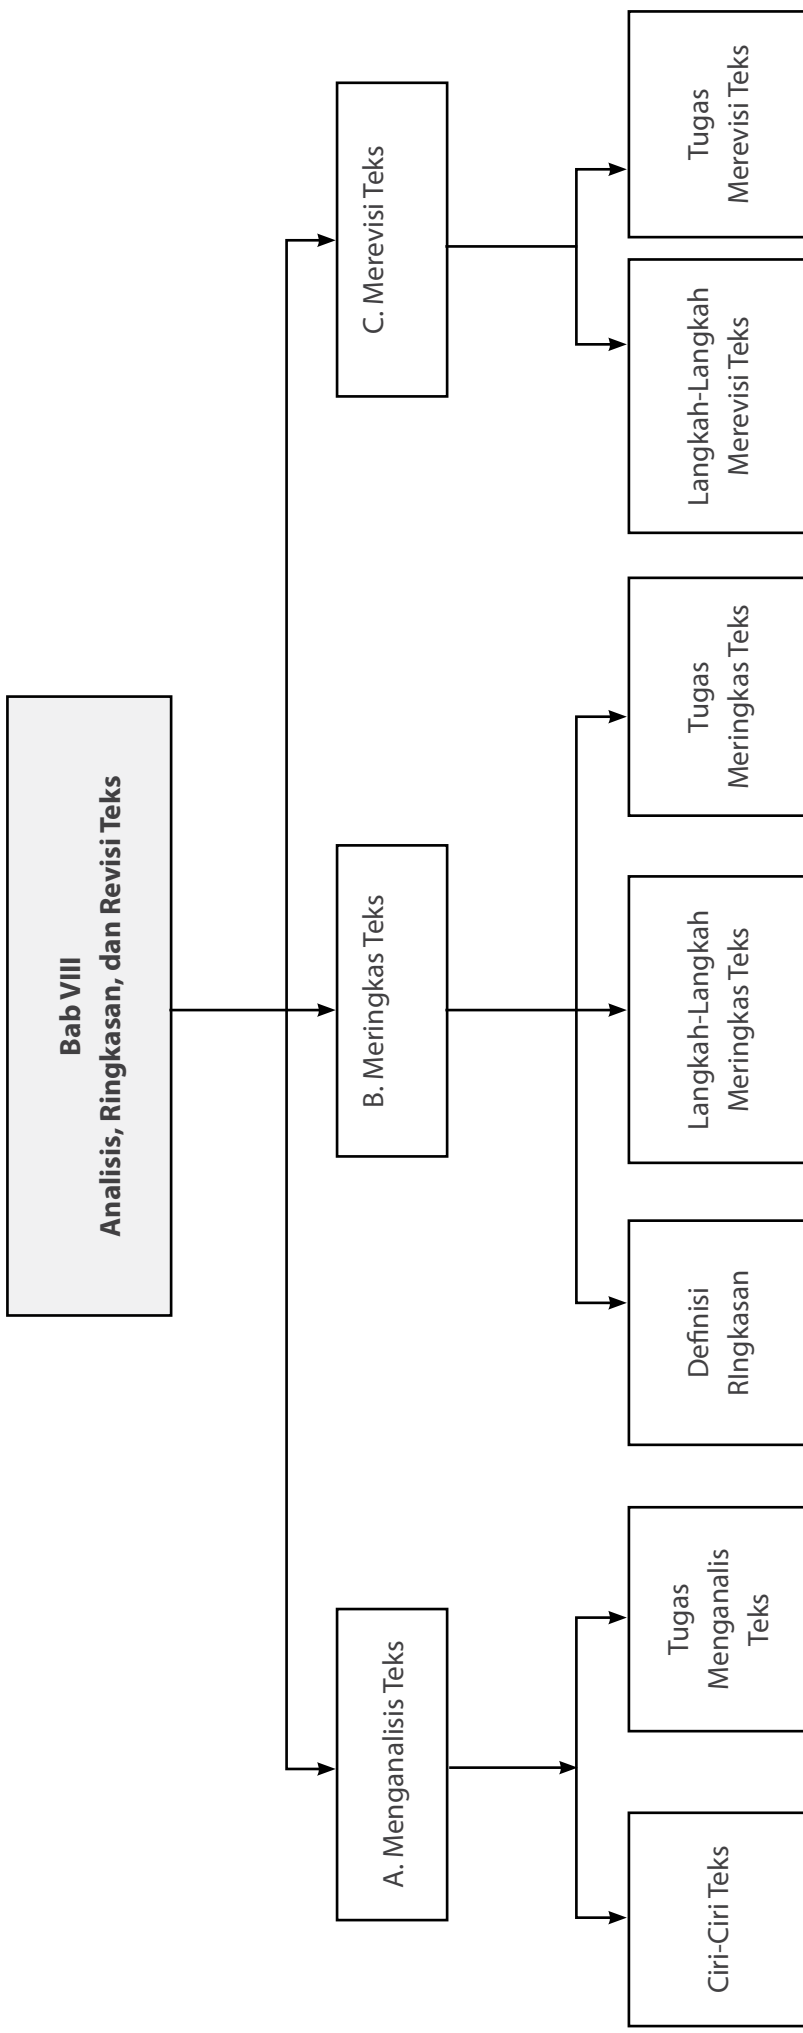 Bab VIII
Analisis, Ringkasan, dan Revisi Teks
A. Menganalisis Teks
B. Meringkas Teks
C. Merevisi Teks
Ciri-Ciri Teks
Tugas
Menganalis
Teks
Definisi
RIngkasan
Langkah-Langkah
Meringkas Teks
Tugas
Meringkas Teks
Langkah-Langkah
Merevisi Teks
Tugas
Merevisi Teks